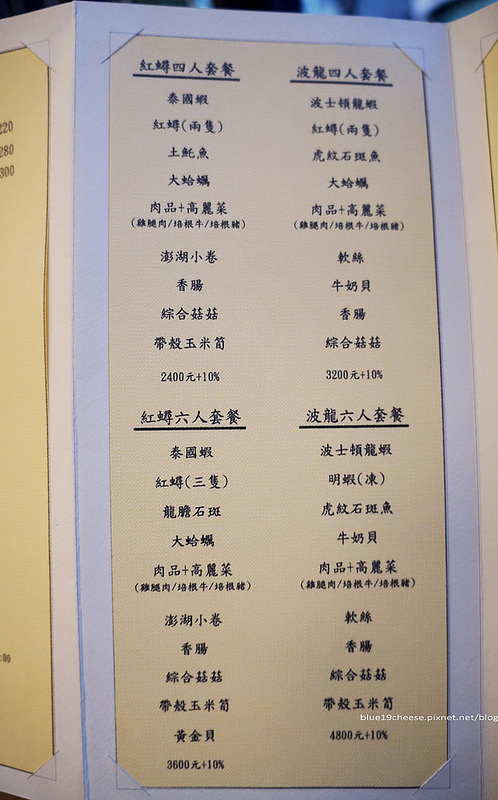 220
280
300
:00
紅蟳四人套餐
泰國蝦
紅蟳(兩隻)
土魠魚
大蛤蠣
肉品+高麗菜
(雞腿肉/培根牛/培根豬)
澎湖小卷
香腸
綜合菇菇
帶殼玉米筍
2400元+10%
波龍四人套餐
波士頓龍蝦
紅蟳(兩隻)
虎紋石斑魚
大蛤蠣
肉品+高麗菜
(雞腿肉/培根牛/培根豬)
軟絲
牛奶貝
香腸
綜合菇菇
3200元+10%
紅蟳六人套餐
泰國蝦
紅蟳(三隻)
龍膽石斑
大蛤蠣
肉品+高麗菜
(雞腿肉/培根牛/培根豬)
澎湖小卷
香腸
綜合菇菇
帶殼玉米筍
黃金貝
3600元+10%
波龍六人套餐
波士頓龍蝦
明蝦(凍)
虎紋石斑魚
牛奶貝
肉品+高麗菜
(雞腿肉/培根牛/培根豬)
軟絲
香腸
綜合菇菇
帶殼玉米筍
4800元+10%
blue19cheese.pixnet.net/blog